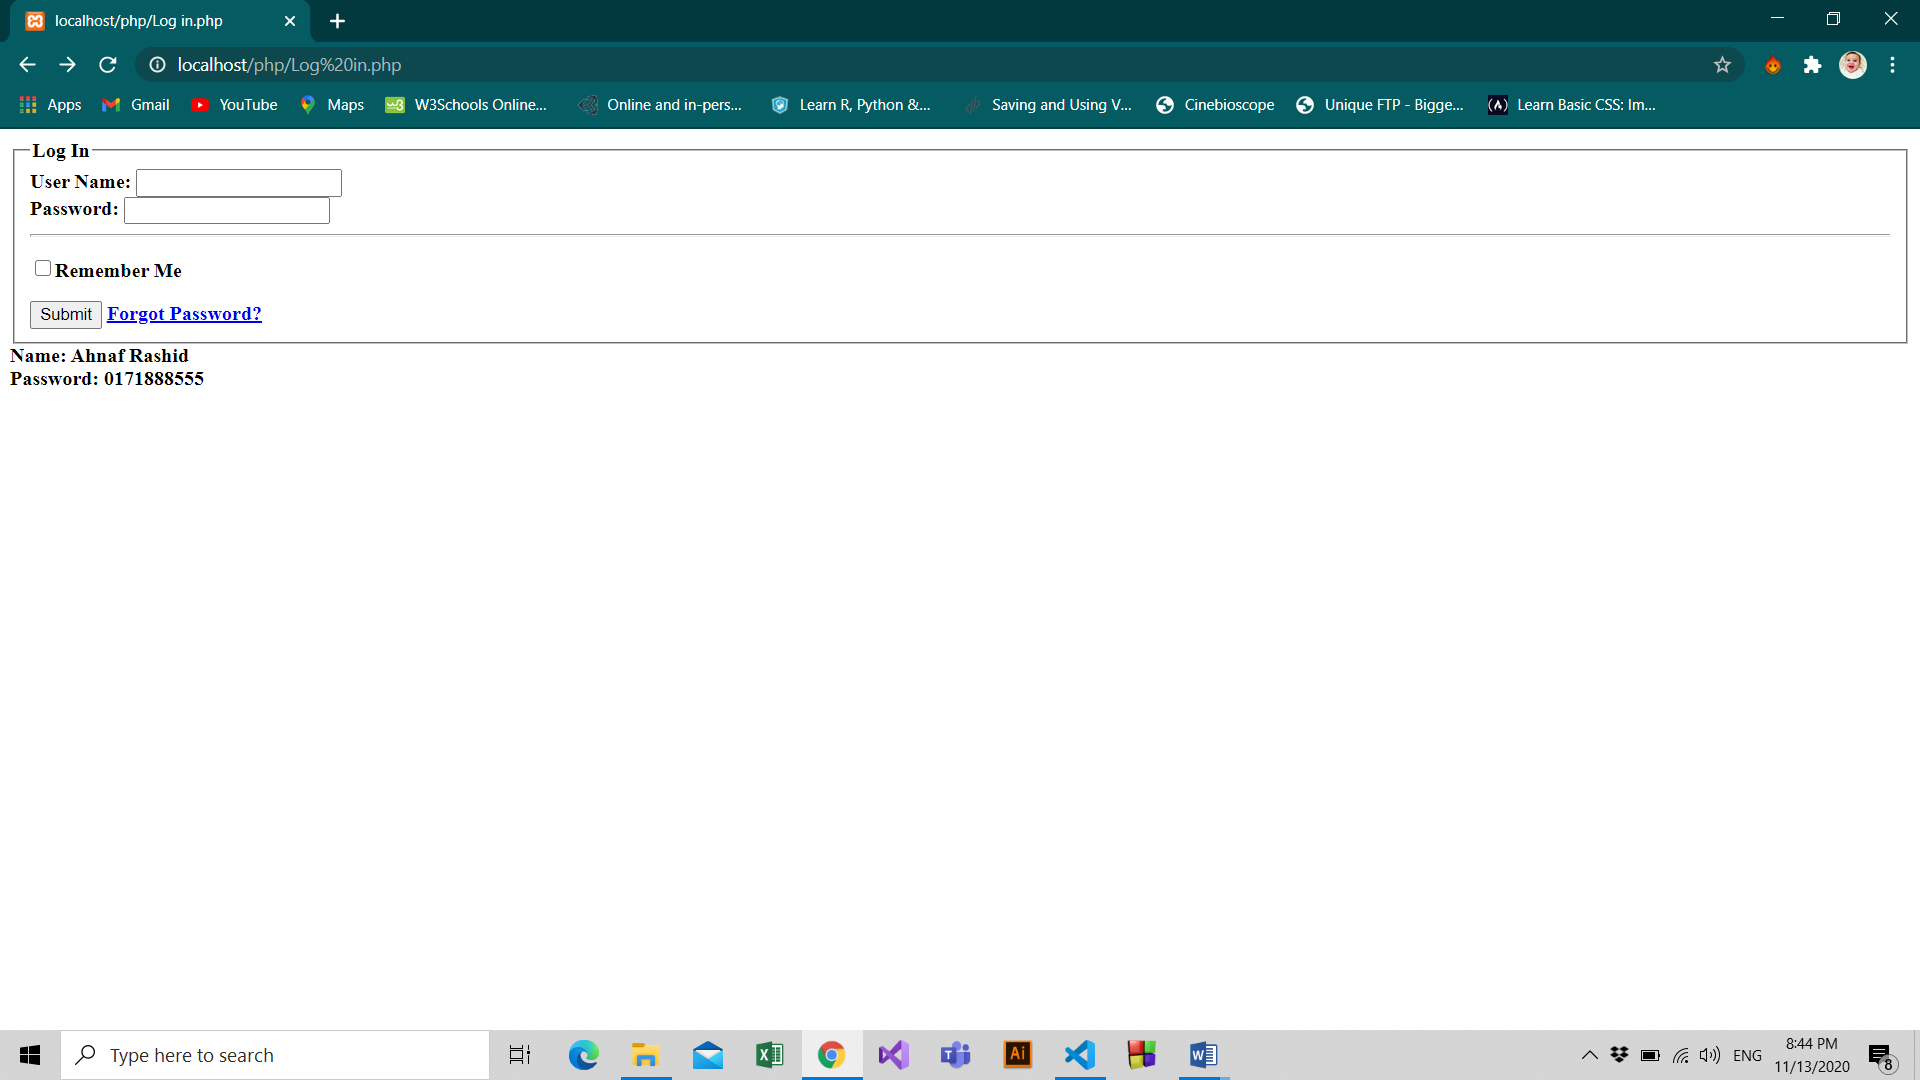 localhost/php/Log in.php
localhost/php/Log%20in.php
Apps Gmail YouTube Maps W3Schools Online... Online and in-pers... Learn R, Python &... Saving and Using V... Cinebioscope Unique FTP - Bigge... Learn Basic CSS: Im...
Log In
User Name:
Password:
Remember Me
Submit Forgot Password?
Name: Ahnaf Rashid
Password: 0171888555
Type here to search
ENG
8:44 PM
11/13/2020
8